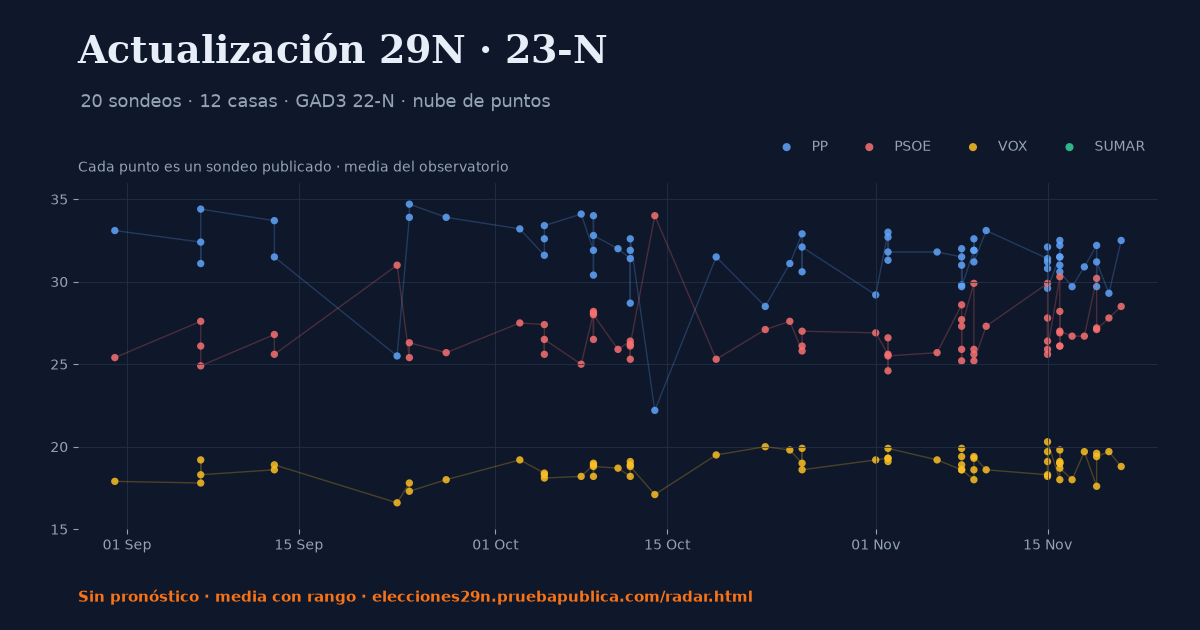 Actualización 29N · 23-N
20 sondeos · 12 casas · GAD3 22-N · nube de puntos
PP PSOE VOX SUMAR
Cada punto es un sondeo publicado · media del observatorio
35
30
25
20
15
01 Sep 15 Sep 01 Oct 15 Oct 01 Nov 15 Nov
Sin pronóstico · media con rango · elecciones29n.pruebapublica.com/radar.html